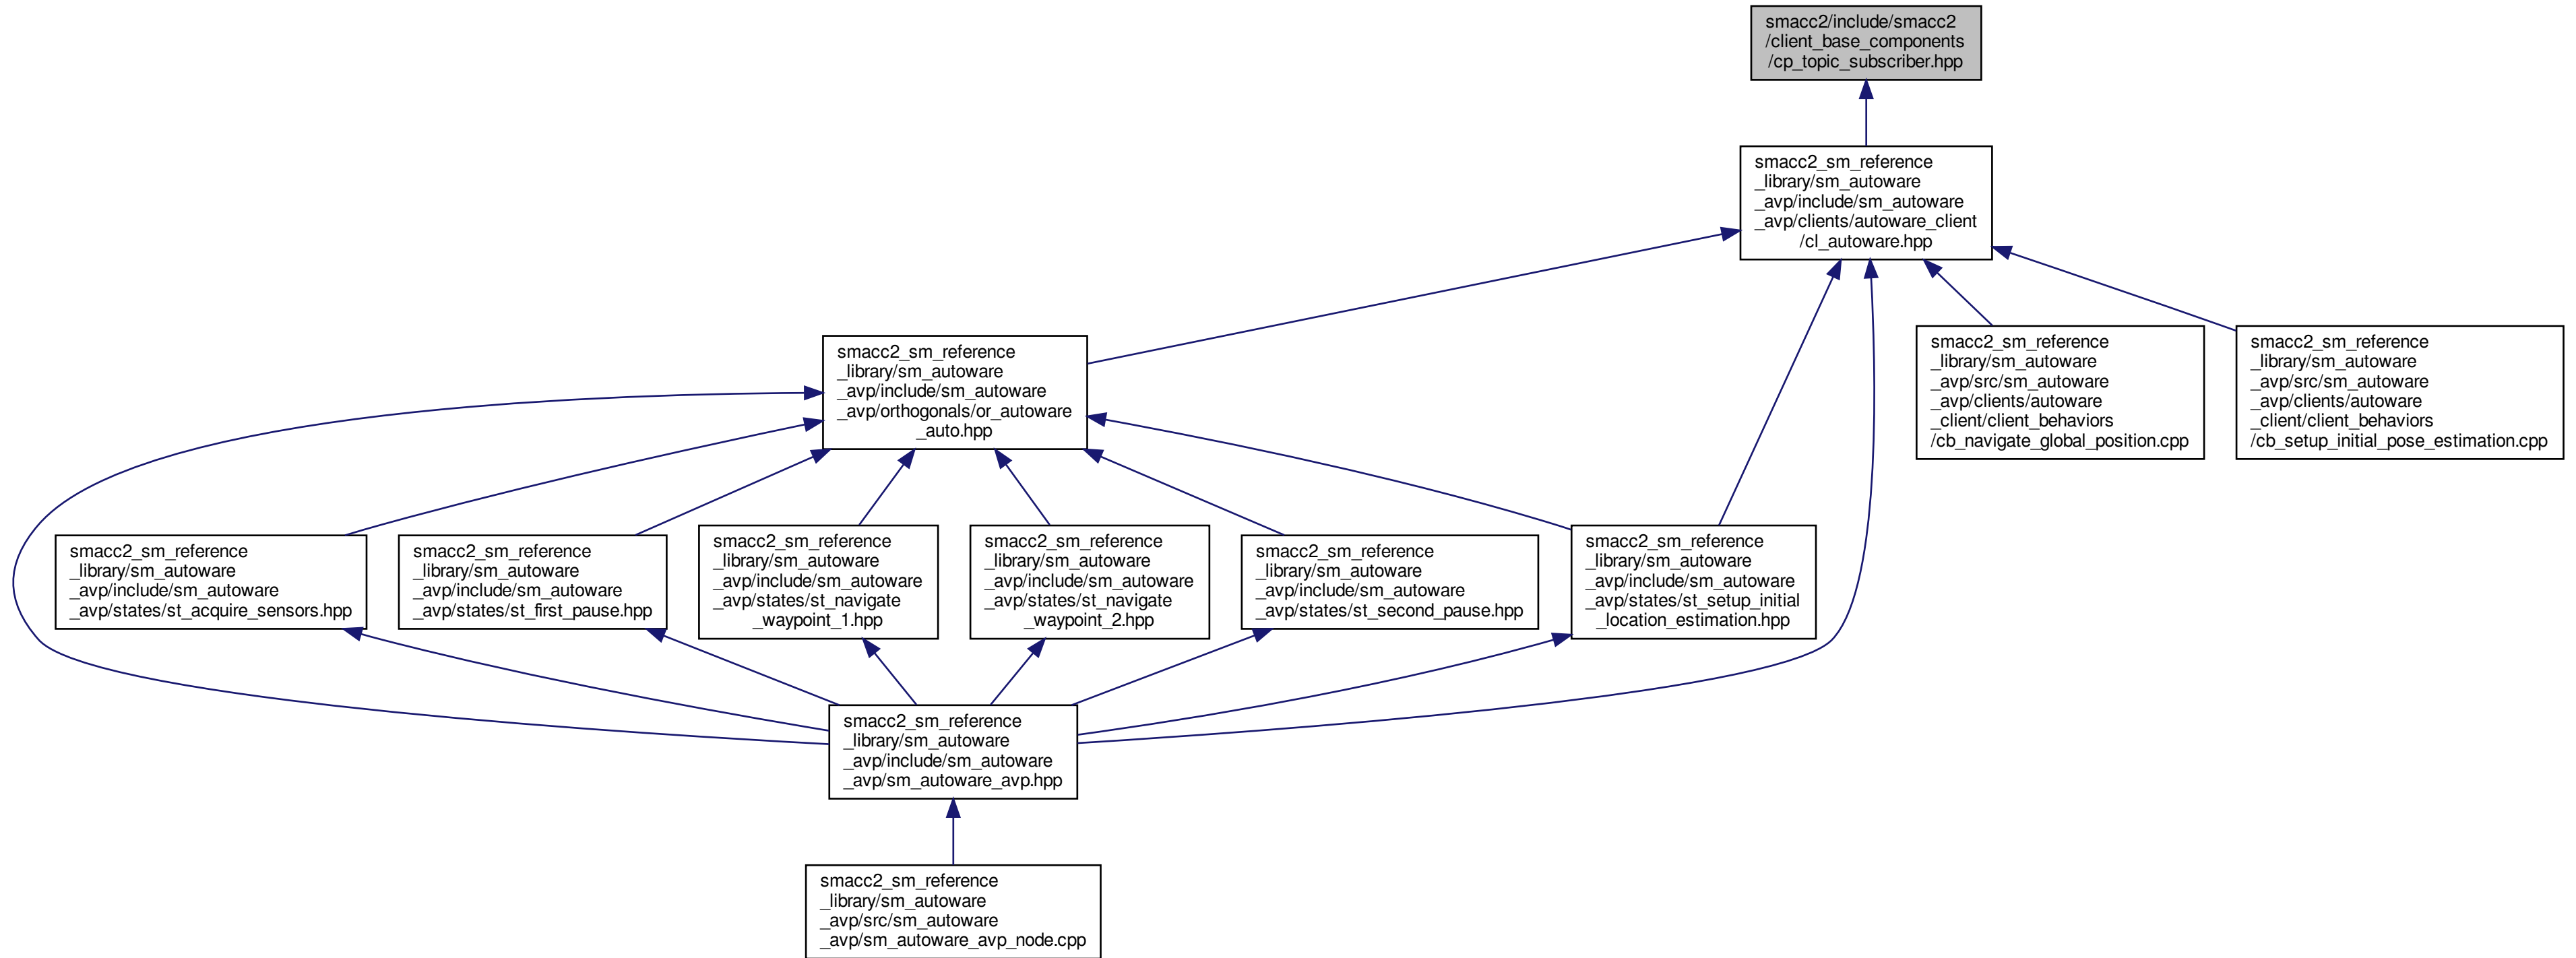 smacc2/include/smacc2
/client_base_components
/cp_topic_subscriber.hpp
smacc2_sm_reference
_library/sm_autoware
_avp/include/sm_autoware
_avp/clients/autoware_client
/cl_autoware.hpp
smacc2_sm_reference
_library/sm_autoware
_avp/include/sm_autoware
_avp/orthogonals/or_autoware
_auto.hpp
smacc2_sm_reference
_library/sm_autoware
_avp/src/sm_autoware
_avp/clients/autoware
_client/client_behaviors
/cb_navigate_global_position.cpp
smacc2_sm_reference
_library/sm_autoware
_avp/src/sm_autoware
_avp/clients/autoware
_client/client_behaviors
/cb_setup_initial_pose_estimation.cpp
smacc2_sm_reference
_library/sm_autoware
_avp/include/sm_autoware
_avp/states/st_acquire_sensors.hpp
smacc2_sm_reference
_library/sm_autoware
_avp/include/sm_autoware
_avp/states/st_first_pause.hpp
smacc2_sm_reference
_library/sm_autoware
_avp/include/sm_autoware
_avp/states/st_navigate
_waypoint_1.hpp
smacc2_sm_reference
_library/sm_autoware
_avp/include/sm_autoware
_avp/states/st_navigate
_waypoint_2.hpp
smacc2_sm_reference
_library/sm_autoware
_avp/include/sm_autoware
_avp/states/st_second_pause.hpp
smacc2_sm_reference
_library/sm_autoware
_avp/include/sm_autoware
_avp/states/st_setup_initial
_location_estimation.hpp
smacc2_sm_reference
_library/sm_autoware
_avp/include/sm_autoware
_avp/sm_autoware_avp.hpp
smacc2_sm_reference
_library/sm_autoware
_avp/src/sm_autoware
_avp/sm_autoware_avp_node.cpp